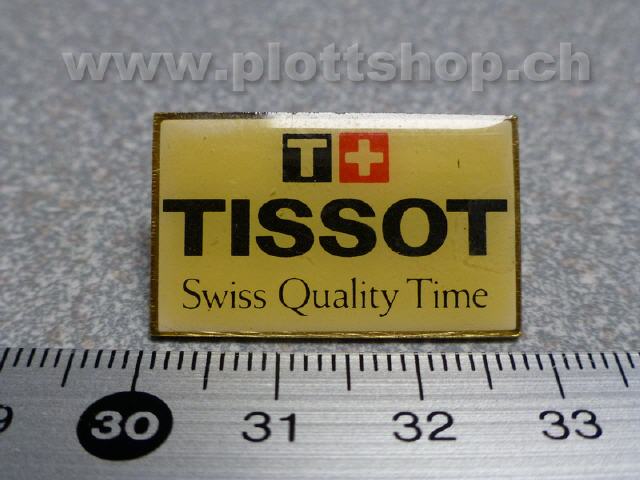 www.plottshop.ch
T
TISSOT
Swiss Quality Time
30 31 32 33